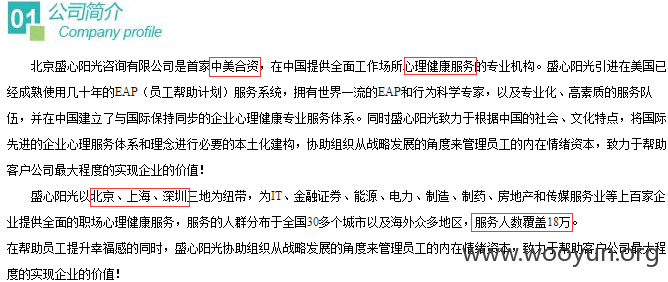 01 公司简介
Company profile
北京盛心阳光咨询有限公司是首家中美合资，在中国提供全面工作场所心理健康服务的专业机构。盛心阳光引进在美国已
经成熟使用几十年的EAP（员工帮助计划）服务系统，拥有世界一流的EAP和行为科学专家，以及专业化、高素质的服务队
伍，并在中国建立了与国际保持同步的企业心理健康专业服务体系。同时盛心阳光致力于根据中国的社会、文化特点，将国际
先进的企业心理服务体系和理念进行必要的本土化建构，协助组织从战略发展的角度来管理员工的内在情绪资本，致力于帮助
客户公司最大程度的实现企业的价值！
盛心阳光以北京、上海、深圳三地为纽带，为IT、金融证券、能源、电力、制造、制药、房地产和传媒服务业等上百家企
业提供全面的职场心理健康服务，服务的人群分布于全国30多个城市以及海外众多地区，服务人数覆盖18万。
在帮助员工提升幸福感的同时，盛心阳光协助组织从战略发展的角度来管理员工的内在情绪资本，致力于帮助客户公司最大程
度的实现企业的价值！
www.wooyun.org